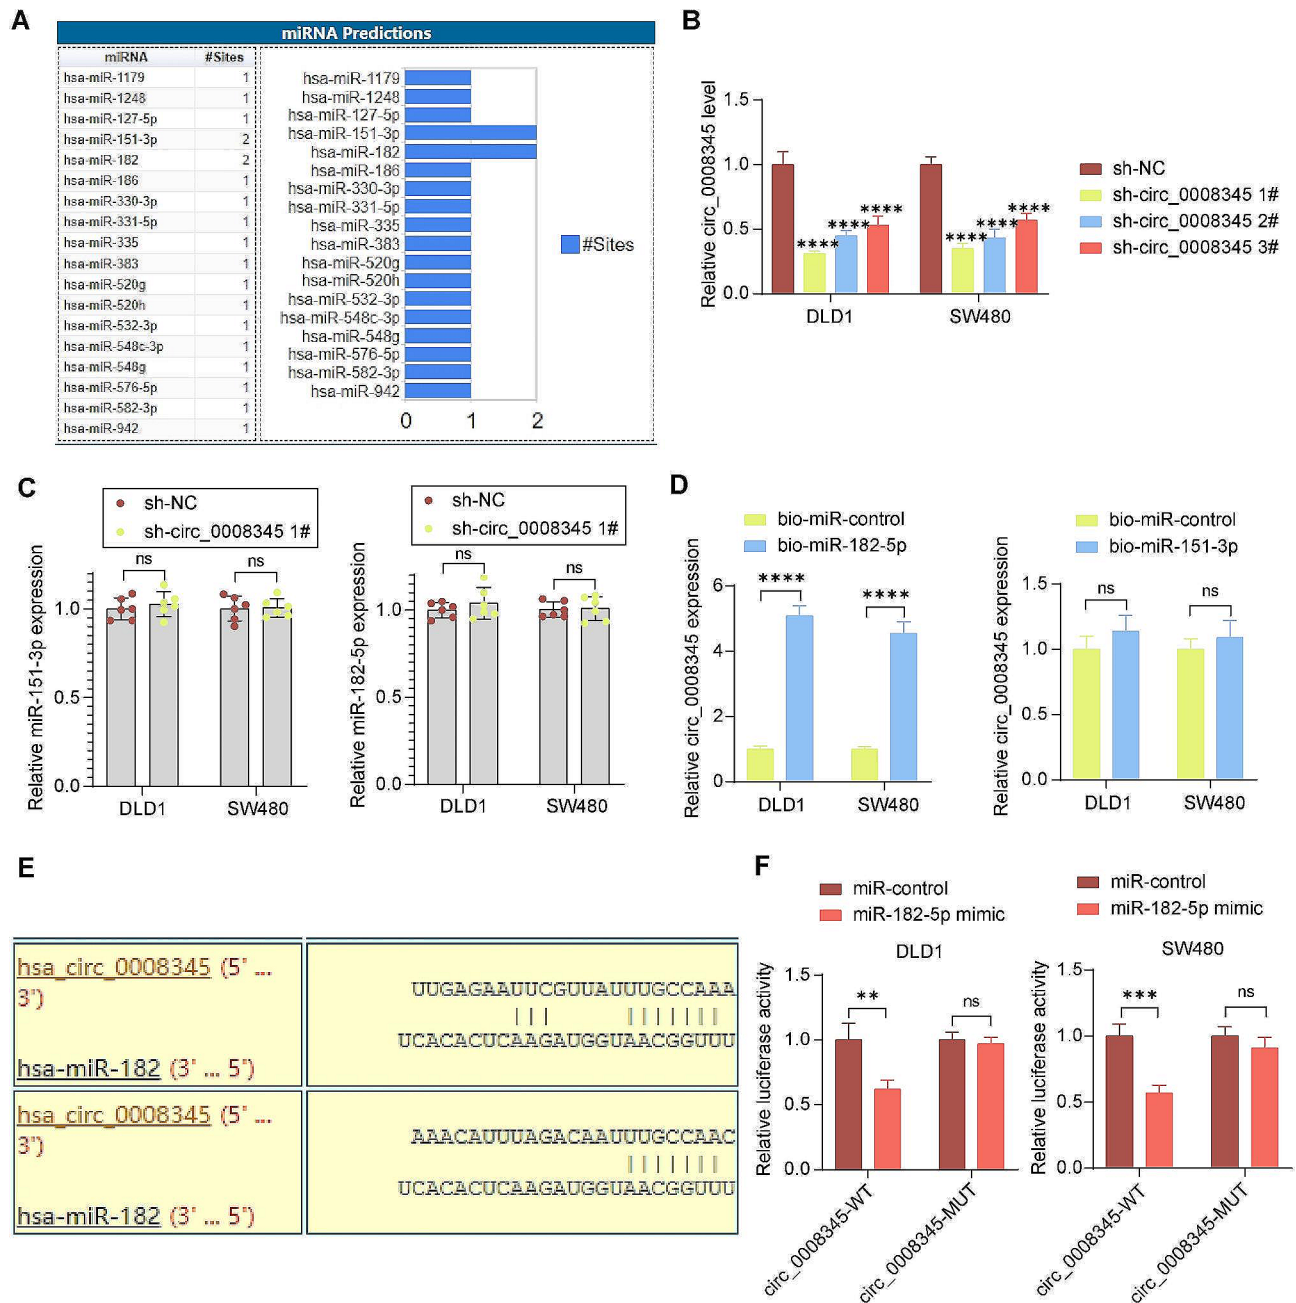 A
miRNA Predictions
miRNA #Sites
hsa-miR-1179 1
hsa-miR-1248 1
hsa-miR-127-5p 1
hsa-miR-151-3p 2
hsa-miR-182 2
hsa-miR-186 1
hsa-miR-330-3p 1
hsa-miR-331-5p 1
hsa-miR-335 1
hsa-miR-383 1
hsa-miR-520g 1
hsa-miR-520h 1
hsa-miR-532-3p 1
hsa-miR-548c-3p 1
hsa-miR-548g 1
hsa-miR-576-5p 1
hsa-miR-582-3p 1
hsa-miR-942 1
hsa-miR-1179
hsa-miR-1248
hsa-miR-127-5p
hsa-miR-151-3p
hsa-miR-182
hsa-miR-186
hsa-miR-330-3p
hsa-miR-331-5p
hsa-miR-335
hsa-miR-383
hsa-miR-520g
hsa-miR-520h
hsa-miR-532-3p
hsa-miR-548c-3p
hsa-miR-548g
hsa-miR-576-5p
hsa-miR-582-3p
hsa-miR-942
0 1 2
#Sites
B
Relative circ_0008345 level
1.5
1.0
0.5
0.0
**** **** ****
**** **** ****
DLD1 SW480
sh-NC
sh-circ_0008345 1#
sh-circ_0008345 2#
sh-circ_0008345 3#
C
sh-NC
sh-circ_0008345 1#
Relative miR-151-3p expression
1.0
0.5
0.0
ns ns
DLD1 SW480
sh-NC
sh-circ_0008345 1#
Relative miR-182-5p expression
1.0
0.5
0.0
ns ns
DLD1 SW480
D
bio-miR-control
bio-miR-182-5p
Relative circ_0008345 expression
6
4
2
0
**** ****
DLD1 SW480
bio-miR-control
bio-miR-151-3p
Relative circ_0008345 expression
1.5
1.0
0.5
0.0
ns ns
DLD1 SW480
E
hsa_circ_0008345 (5' ...
3')
UUGAGAAUUCGUUAUUUGCCAAA
hsa-miR-182 (3' ... 5')
UCACACUCAAGAUGGUAACGGUUU
hsa_circ_0008345 (5' ...
3')
AAACAUUUAGACAAUUUGCCAAC
hsa-miR-182 (3' ... 5')
UCACACUCAAGAUGGUAACGGUUU
F
miR-control
miR-182-5p mimic
DLD1
Relative luciferase activity
1.5
1.0
0.5
0.0
** ns
circ_0008345-WT
circ_0008345-MUT
miR-control
miR-182-5p mimic
SW480
Relative luciferase activity
1.5
1.0
0.5
0.0
*** ns
circ_0008345-WT
circ_0008345-MUT